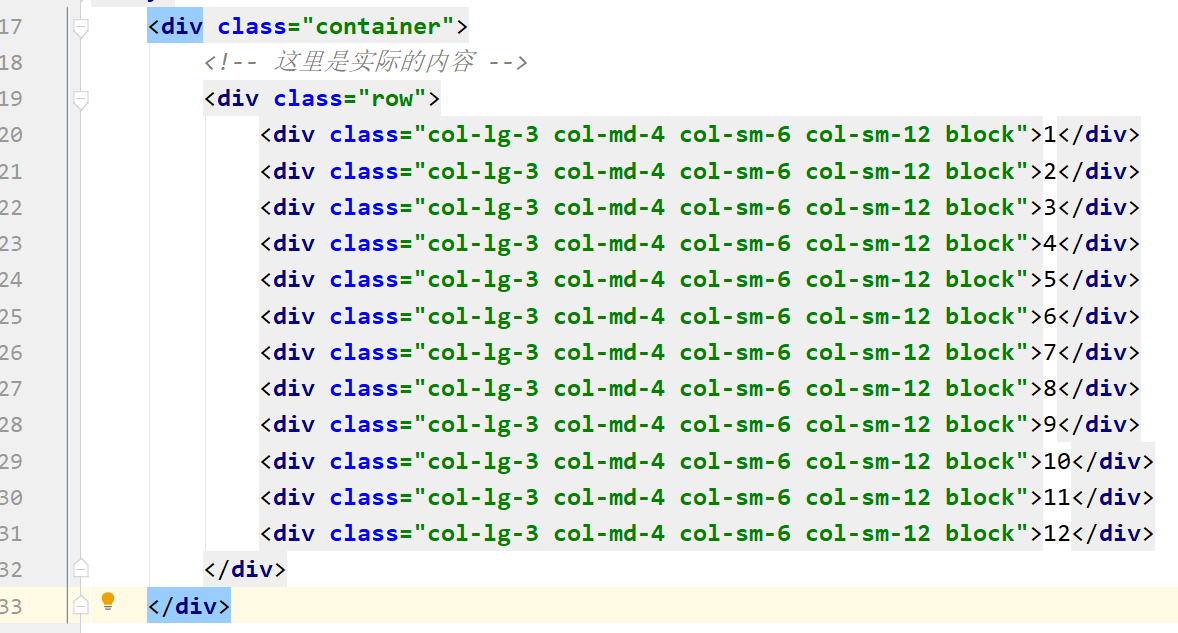 17 <div class="container">
18 <!-- 这里是实际的内容 -->
19 <div class="row">
20 <div class="col-lg-3 col-md-4 col-sm-6 col-sm-12 block">1</div>
21 <div class="col-lg-3 col-md-4 col-sm-6 col-sm-12 block">2</div>
22 <div class="col-lg-3 col-md-4 col-sm-6 col-sm-12 block">3</div>
23 <div class="col-lg-3 col-md-4 col-sm-6 col-sm-12 block">4</div>
24 <div class="col-lg-3 col-md-4 col-sm-6 col-sm-12 block">5</div>
25 <div class="col-lg-3 col-md-4 col-sm-6 col-sm-12 block">6</div>
26 <div class="col-lg-3 col-md-4 col-sm-6 col-sm-12 block">7</div>
27 <div class="col-lg-3 col-md-4 col-sm-6 col-sm-12 block">8</div>
28 <div class="col-lg-3 col-md-4 col-sm-6 col-sm-12 block">9</div>
29 <div class="col-lg-3 col-md-4 col-sm-6 col-sm-12 block">10</div>
30 <div class="col-lg-3 col-md-4 col-sm-6 col-sm-12 block">11</div>
31 <div class="col-lg-3 col-md-4 col-sm-6 col-sm-12 block">12</div>
32 </div>
33 </div>